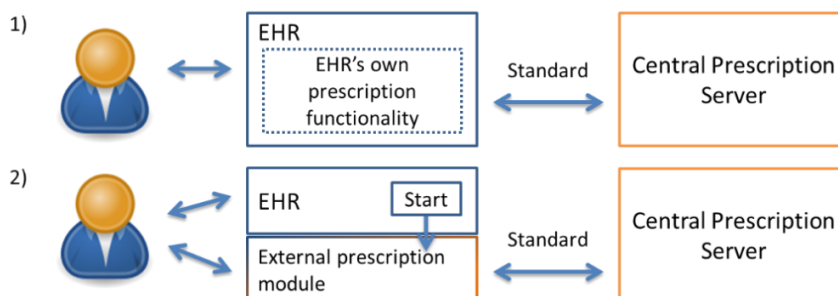 1)
EHR
EHR's own
prescription
functionality
Standard
Central Prescription
Server
2)
EHR
Start
External prescription
module
Standard
Central Prescription
Server